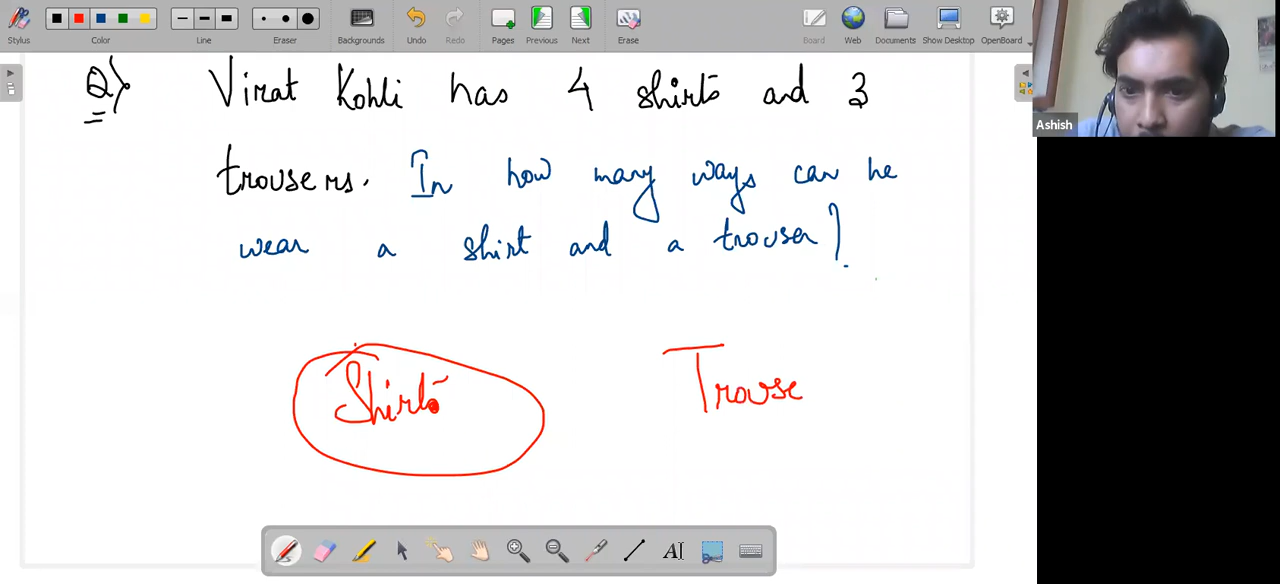 Stylus Color Line Eraser Backgrounds Undo Redo Pages Previous Next Erase Board Web Documents Show Desktop OpenBoard
Q) Virat Kohli has 4 shirts and 3
Ashish
trousers. In how many ways can he
wear a shirt and a trouser?
Shirts Trouse